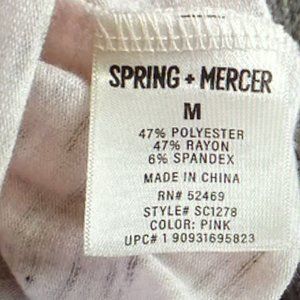 SPRING + MERCER
M
47% POLYESTER
47% RAYON
6% SPANDEX
MADE IN CHINA
RN# 52469
STYLE# SC1278
COLOR: PINK
UPC# 1 90931695823